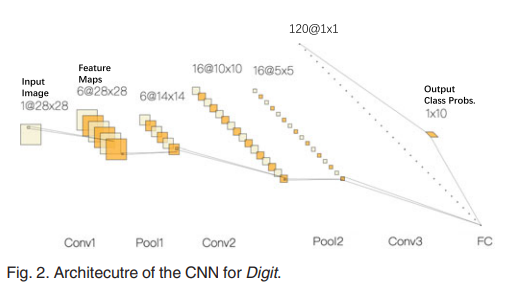 120@1x1
16@10x10
16@5x5
Feature
Maps
6@28x28
Input
Image
1@28x28
6@14x14
Output
Class Probs.
1x10
Conv1
Pool1
Conv2
Pool2
Conv3
FC
Fig. 2. Architecutre of the CNN for Digit.